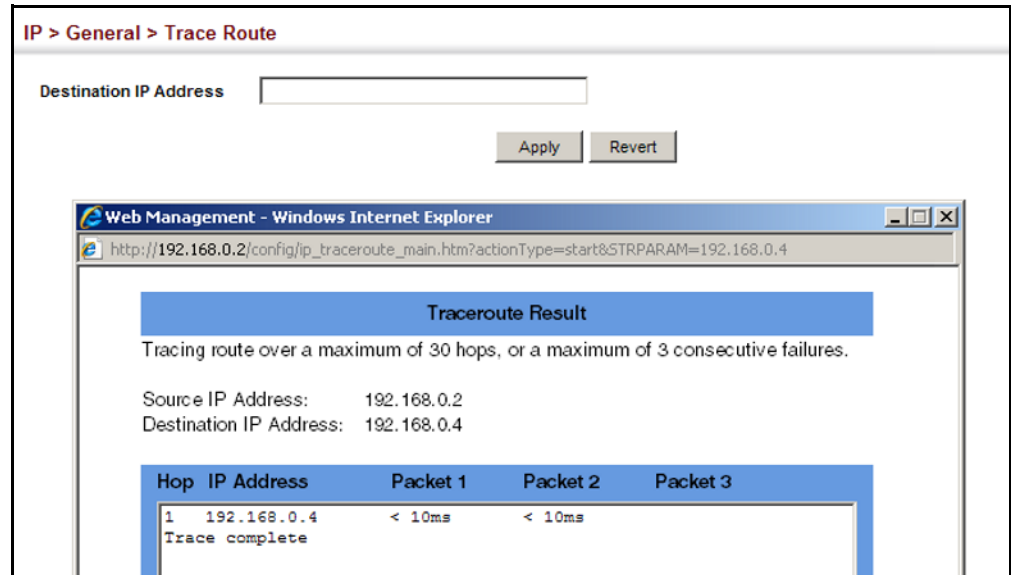 IP > General > Trace Route
Destination IP Address
Apply Revert
Web Management - Windows Internet Explorer
http://192.168.0.2/config/ip_traceroute_main.htm?actionType=start&STRPARAM=192.168.0.4
Traceroute Result
Tracing route over a maximum of 30 hops, or a maximum of 3 consecutive failures.
Source IP Address: 192.168.0.2
Destination IP Address: 192.168.0.4
Hop IP Address Packet 1 Packet 2 Packet 3
1 192.168.0.4 < 10ms < 10ms
Trace complete